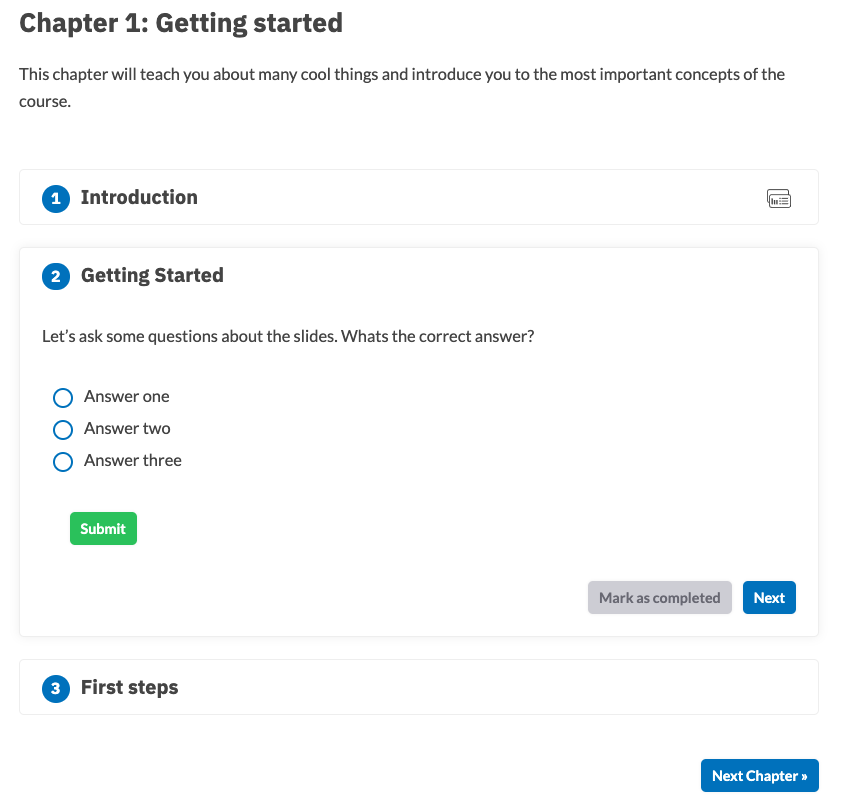 Chapter 1: Getting started
This chapter will teach you about many cool things and introduce you to the most important concepts of the
course.
1 Introduction
2 Getting Started
Let's ask some questions about the slides. Whats the correct answer?
Answer one
Answer two
Answer three
Submit
Mark as completed Next
3 First steps
Next Chapter »